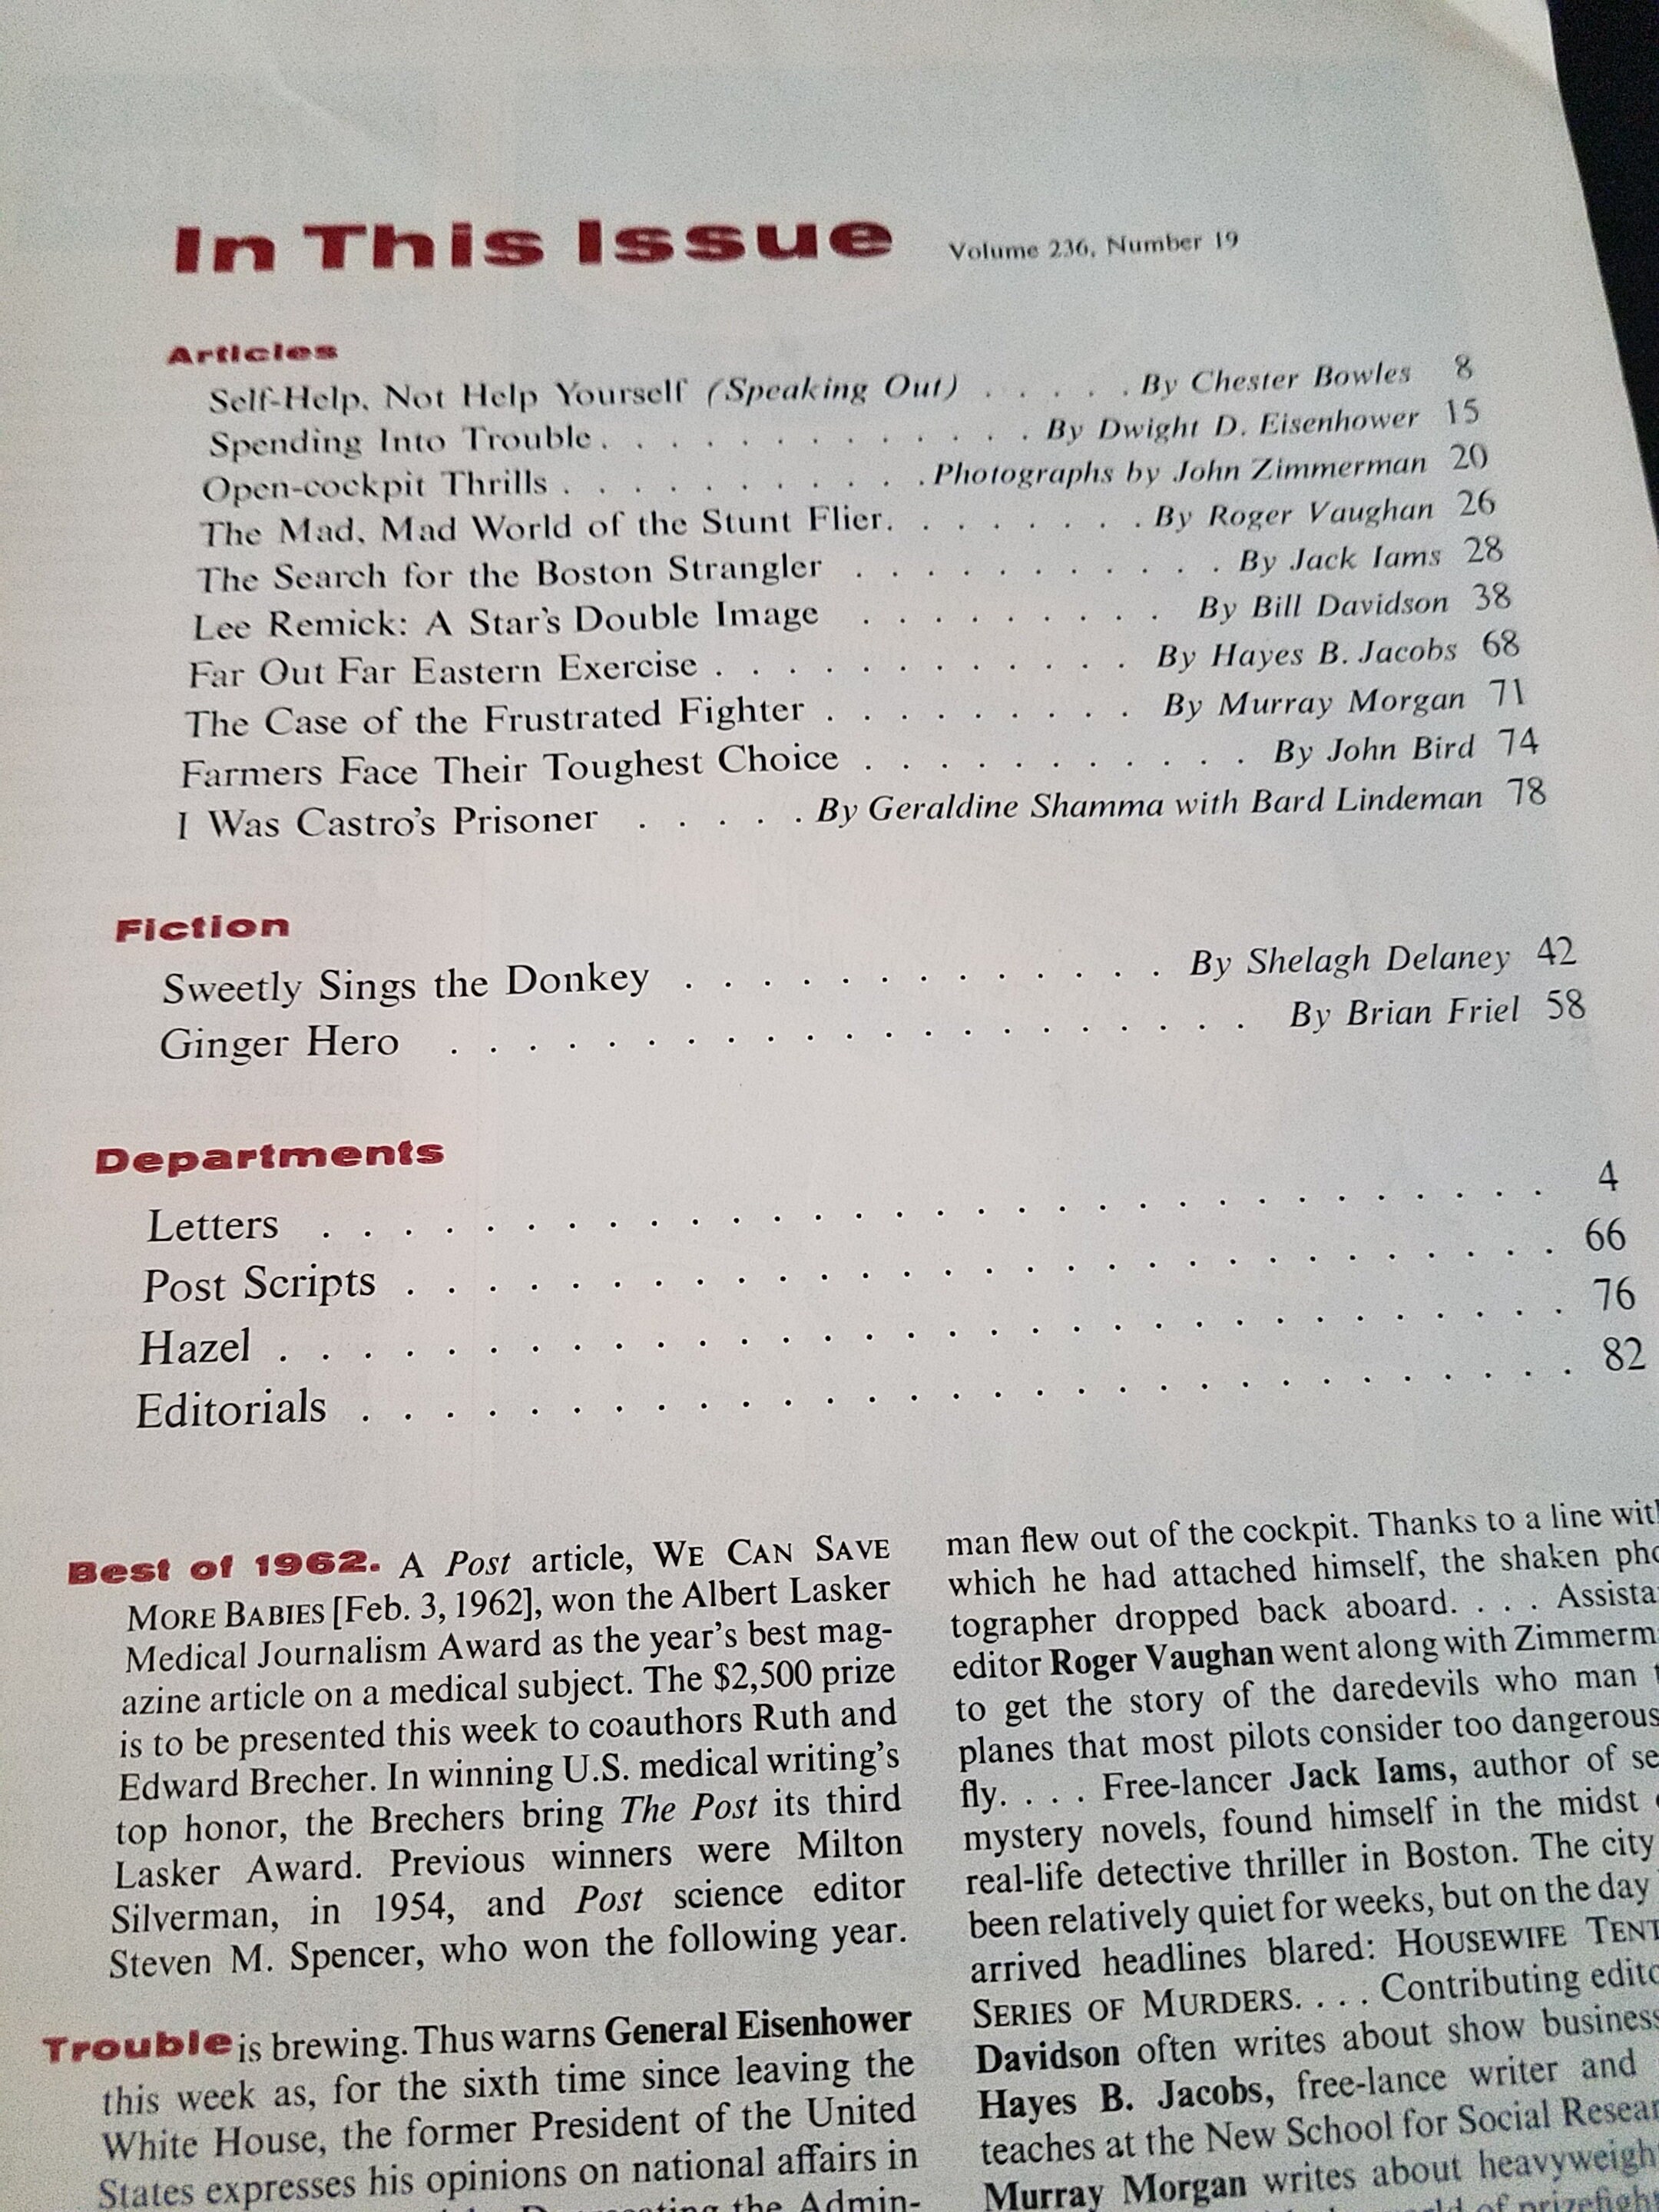 In This Issue Volume 236, Number 19
Articles
Self-Help, Not Help Yourself (Speaking Out) . . . . . By Chester Bowles 8
Spending Into Trouble . . . . . . . . . . . . . By Dwight D. Eisenhower 15
Open-cockpit Thrills . . . . . . . . . . Photographs by John Zimmerman 20
The Mad, Mad World of the Stunt Flier. . . . . . . . By Roger Vaughan 26
The Search for the Boston Strangler . . . . . . . . . . By Jack Iams 28
Lee Remick: A Star's Double Image . . . . . . . . By Bill Davidson 38
Far Out Far Eastern Exercise . . . . . . . . . . . By Hayes B. Jacobs 68
The Case of the Frustrated Fighter . . . . . . . . By Murray Morgan 71
Farmers Face Their Toughest Choice . . . . . . . . . . By John Bird 74
I Was Castro's Prisoner . . . . . By Geraldine Shamma with Bard Lindeman 78
Fiction
Sweetly Sings the Donkey . . . . . . . . . . . . By Shelagh Delaney 42
Ginger Hero . . . . . . . . . . . . . . . . . . . . . By Brian Friel 58
Departments
Letters . . . . . . . . . . . . . . . . . . . . . . . . . . . . . . . 4
Post Scripts . . . . . . . . . . . . . . . . . . . . . . . . . . . . 66
Hazel . . . . . . . . . . . . . . . . . . . . . . . . . . . . . . . 76
Editorials . . . . . . . . . . . . . . . . . . . . . . . . . . . . . 82
Best of 1962. A Post article, WE CAN SAVE
MORE BABIES [Feb. 3, 1962], won the Albert Lasker
Medical Journalism Award as the year's best mag-
azine article on a medical subject. The $2,500 prize
is to be presented this week to coauthors Ruth and
Edward Brecher. In winning U.S. medical writing's
top honor, the Brechers bring The Post its third
Lasker Award. Previous winners were Milton
Silverman, in 1954, and Post science editor
Steven M. Spencer, who won the following year.
Trouble is brewing. Thus warns General Eisenhower
this week as, for the sixth time since leaving the
White House, the former President of the United
States expresses his opinions on national affairs in
the Admin-
man flew out of the cockpit. Thanks to a line with
which he had attached himself, the shaken pho
tographer dropped back aboard. . . . Assista
editor Roger Vaughan went along with Zimmerm
to get the story of the daredevils who man t
planes that most pilots consider too dangerous
fly. . . . Free-lancer Jack Iams, author of se
mystery novels, found himself in the midst
real-life detective thriller in Boston. The city
been relatively quiet for weeks, but on the day
arrived headlines blared: HOUSEWIFE TENT
SERIES OF MURDERS. . . . Contributing edito
Davidson often writes about show business
Hayes B. Jacobs, free-lance writer and
teaches at the New School for Social Resear
Murray Morgan writes about heavyweigh
of prizefigh